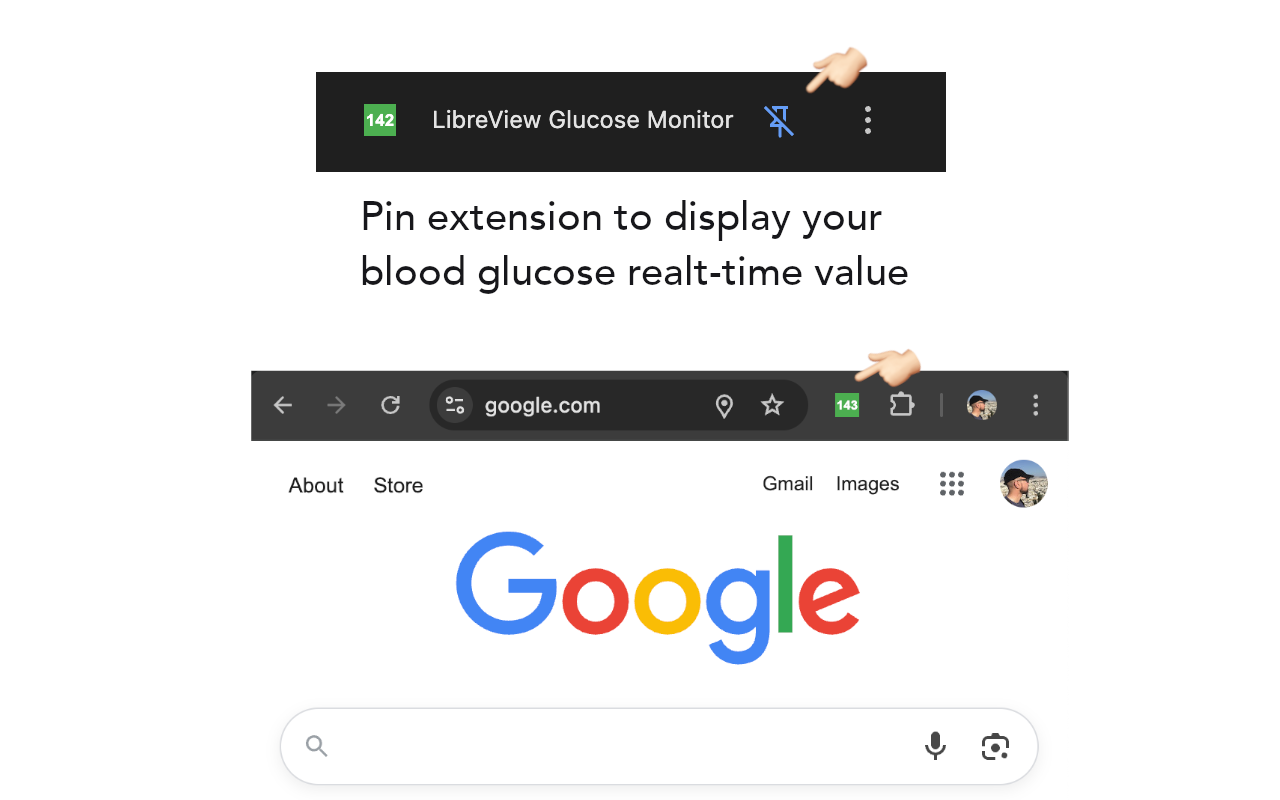 142 LibreView Glucose Monitor
Pin extension to display your
blood glucose realt-time value
google.com 143
About Store Gmail Images
Google